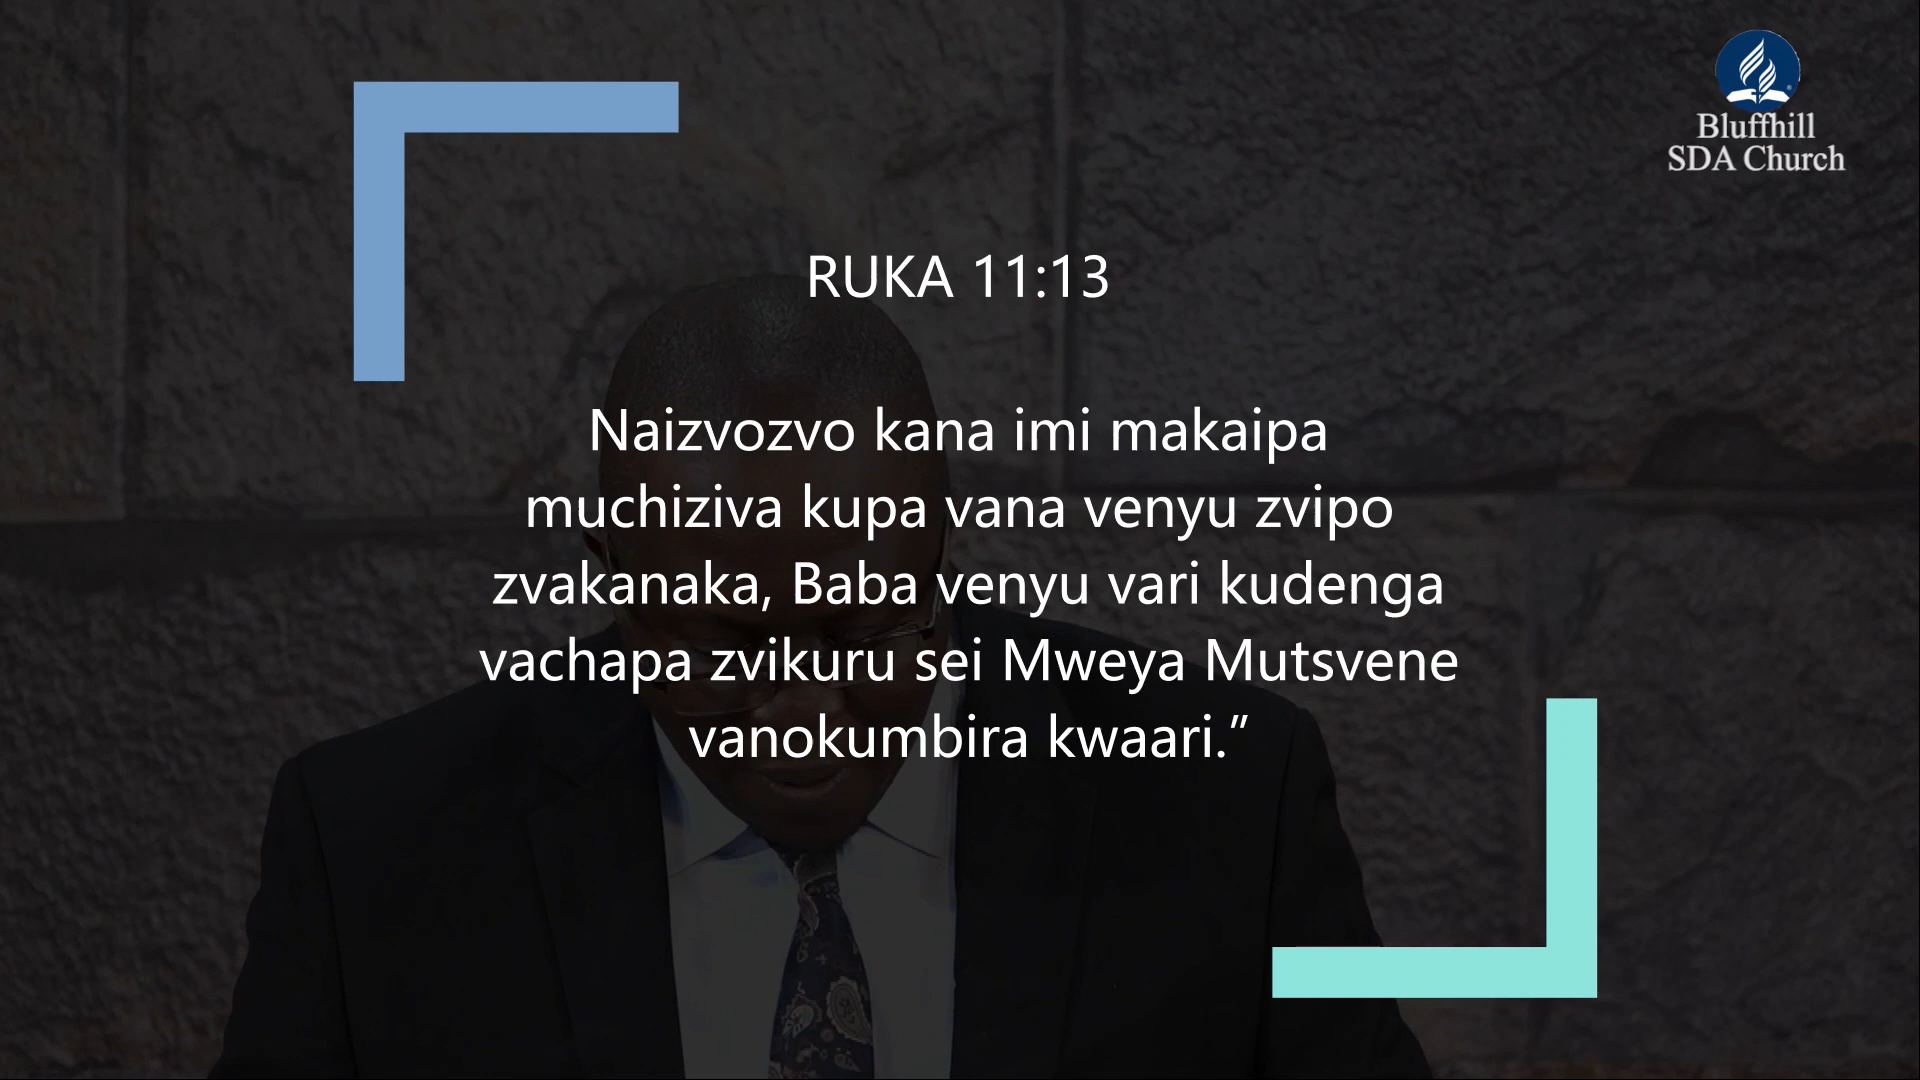 Bluffhill
SDA Church
RUKA 11:13
Naizvozvo kana imi makaipa
muchiziva kupa vana venyu zvipo
zvakanaka, Baba venyu vari kudenga
vachapa zvikuru sei Mweya Mutsvene
vanokumbira kwaari.”